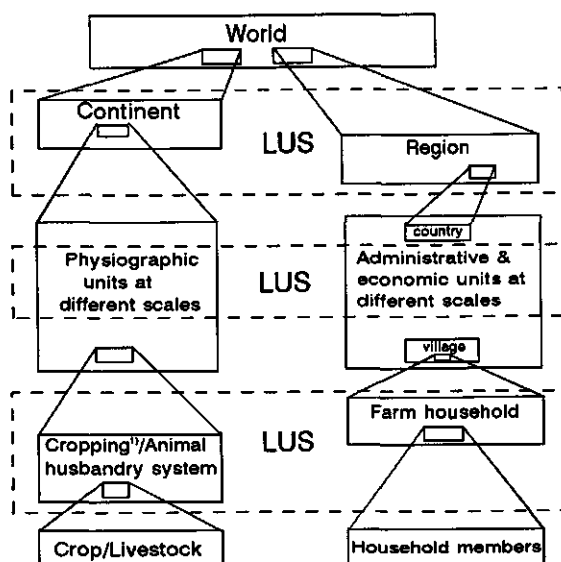 World
Continent
LUS
Region
country
Physiographic
units at
different scales
LUS
Administrative &
economic units at
different scales
village
Farm household
Cropping¹⁾/Animal
husbandry system
LUS
Crop/Livestock
Household members